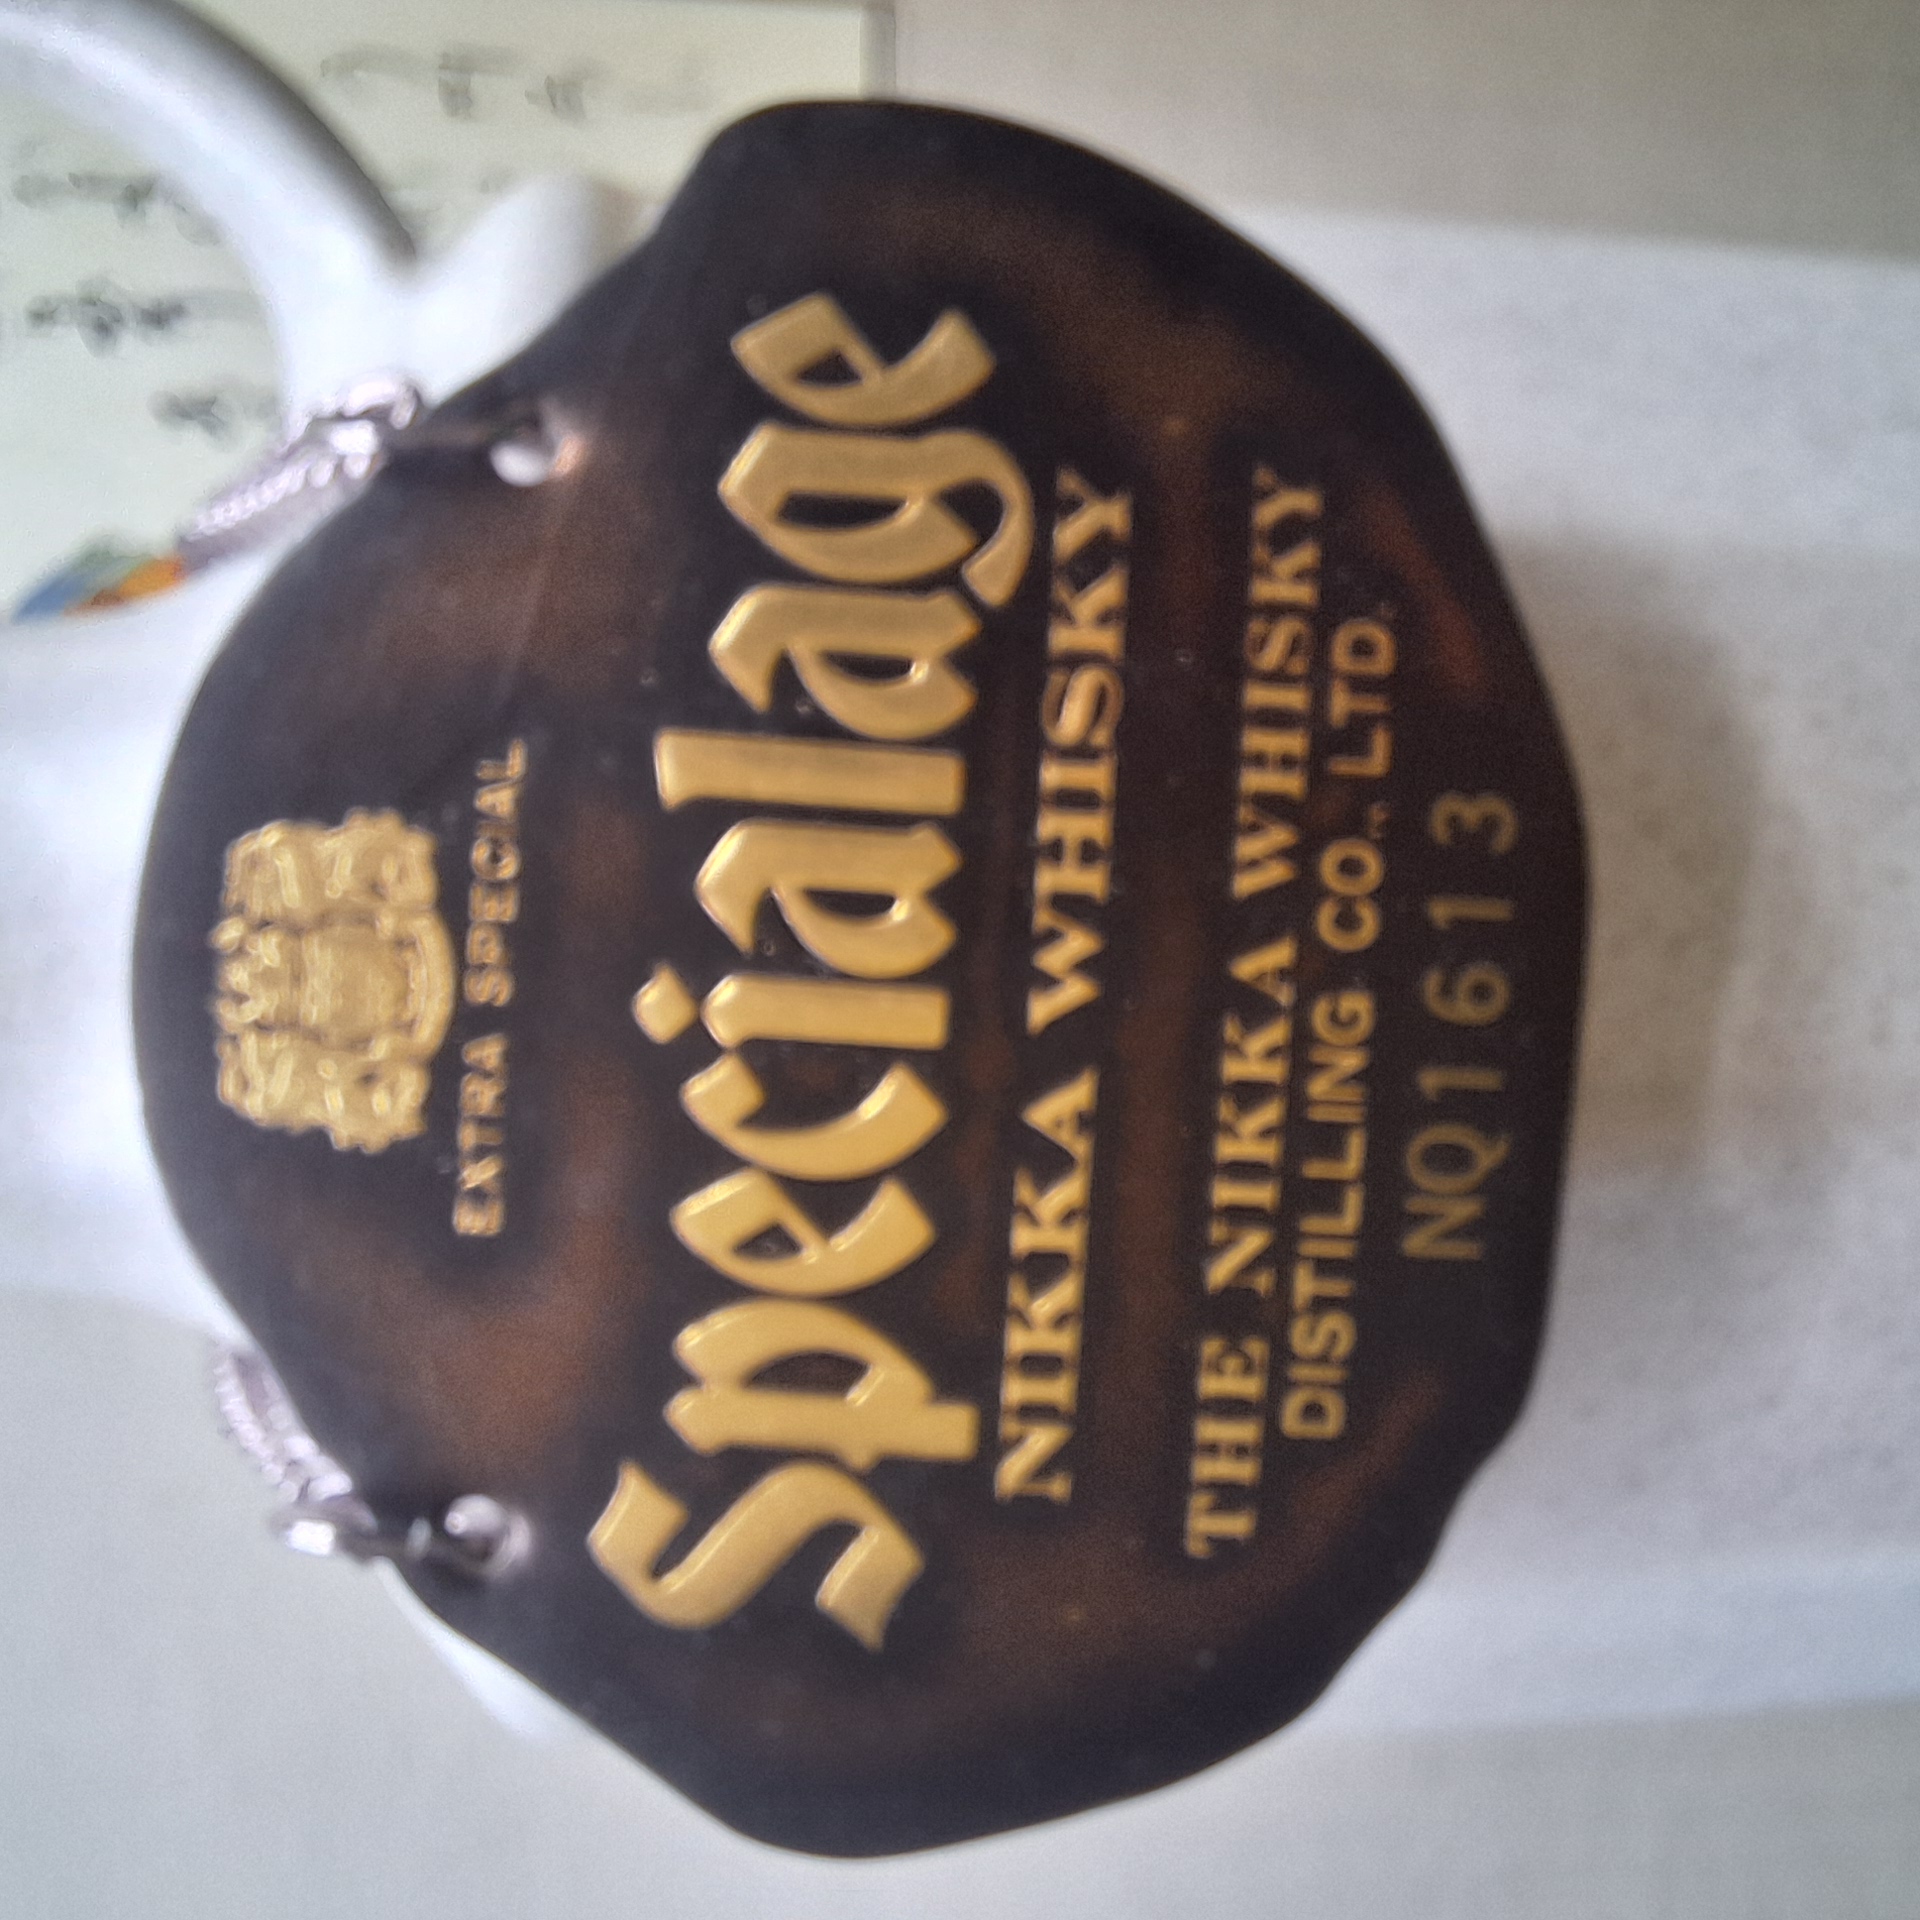 EXTRA SPECIAL
Specialage
NIKKA WHISKY
THE NIKKA WHISKY
DISTILLING CO., LTD.
NQ1613